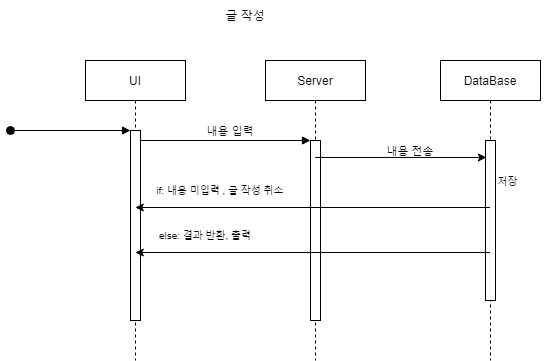 글 작성
UI
Server
DataBase
내용 입력
내용 전송
저장
if: 내용 미입력 , 글 작성 취소
else: 결과 반환, 출력